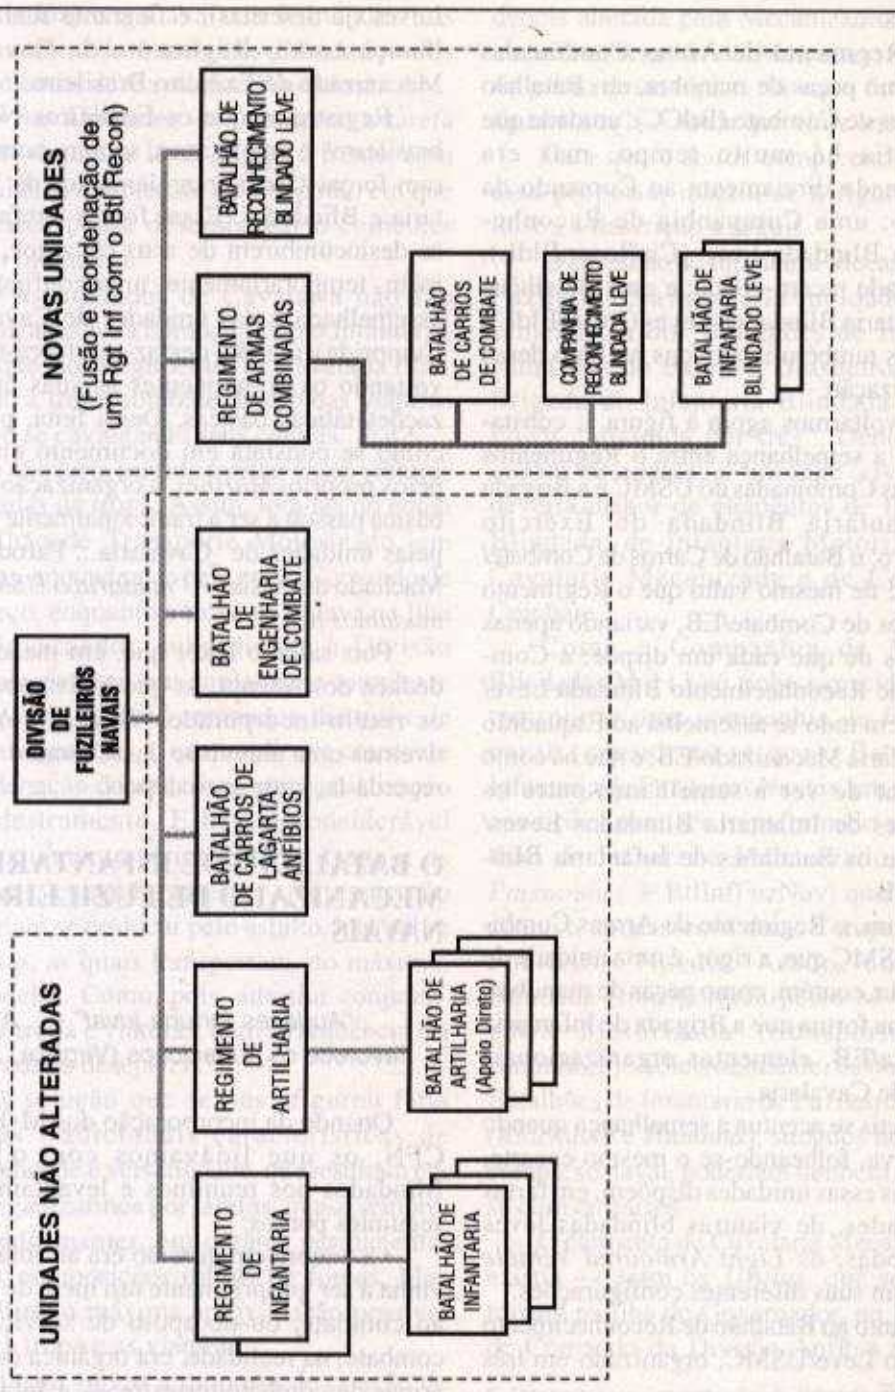 DIVISÃO
DE
FUZILEIROS
NAVAIS
UNIDADES NÃO ALTERADAS
NOVAS UNIDADES
(Fusão e reordenação de
um Rgt Inf com o Btl Recon)
REGIMENTO
DE
INFANTARIA
REGIMENTO
DE
ARTILHARIA
BATALHÃO
DE CARROS DE
LAGARTA
ANFÍBIOS
BATALHÃO
DE
ENGENHARIA
DE COMBATE
REGIMENTO
DE ARMAS
COMBINADAS
BATALHÃO DE
RECONHECIMENTO
BLINDADO LEVE
BATALHÃO DE
INFANTARIA
BATALHÃO DE
ARTILHARIA
(Apoio Direto)
BATALHÃO
DE CARROS
DE COMBATE
COMPANHIA DE
RECONHECIMENTO
BLINDADA LEVE
BATALHÃO DE
INFANTARIA
BLINDADO LEVE